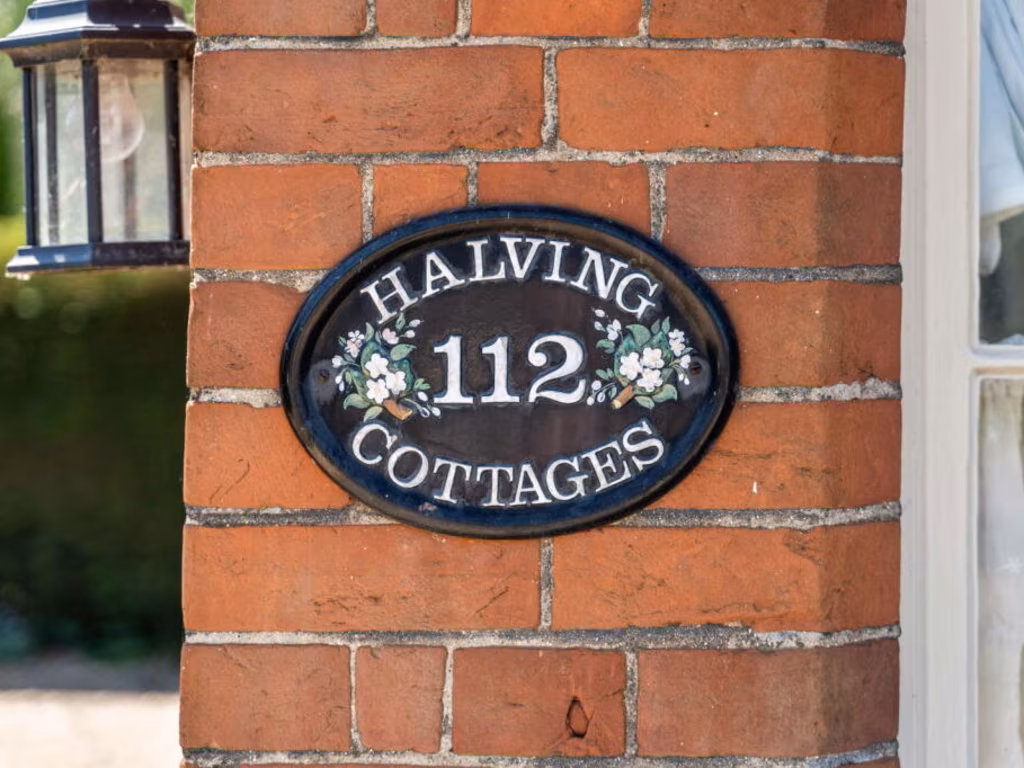 HALVING
112
COTTAGES